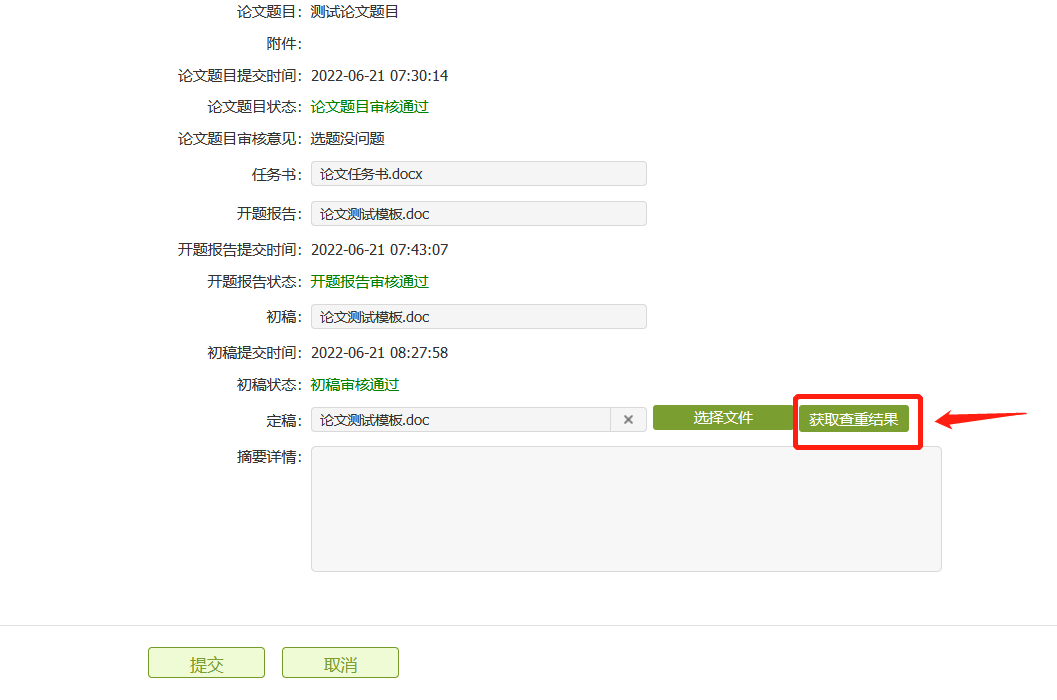 论文题目： 测试论文题目
附件：
论文题目提交时间： 2022-06-21 07:30:14
论文题目状态： 论文题目审核通过
论文题目审核意见： 选题没问题
任务书： 论文任务书.docx
开题报告： 论文测试模板.doc
开题报告提交时间： 2022-06-21 07:43:07
开题报告状态： 开题报告审核通过
初稿： 论文测试模板.doc
初稿提交时间： 2022-06-21 08:27:58
初稿状态： 初稿审核通过
定稿： 论文测试模板.doc × 选择文件 获取查重结果
摘要详情：
提交 取消